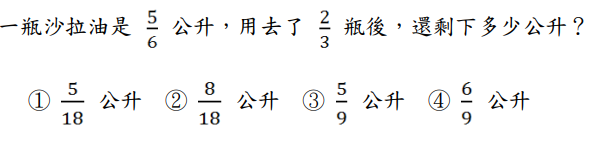 一瓶沙拉油是 5/6 公升，用去了 2/3 瓶後，還剩下多少公升？
① 5/18 公升 ② 8/18 公升 ③ 5/9 公升 ④ 6/9 公升